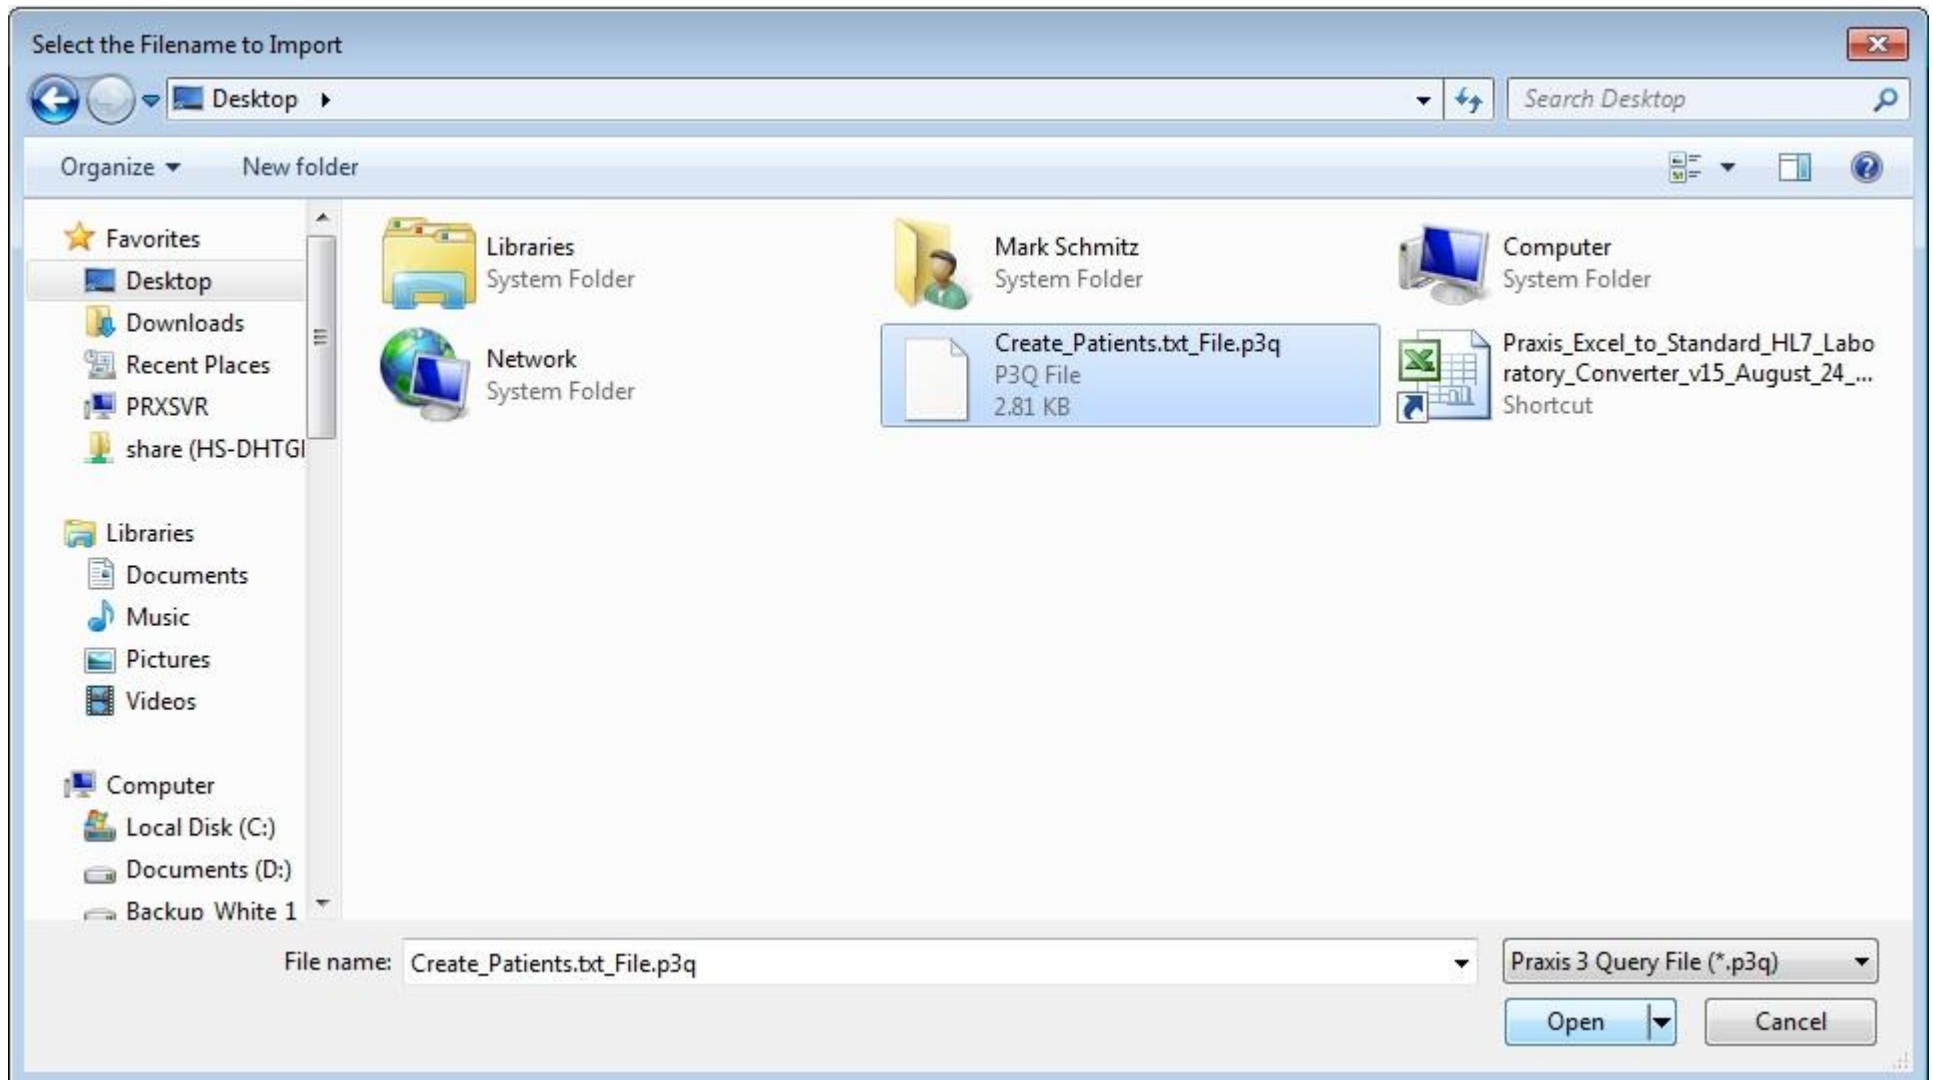 Select the Filename to Import
Desktop
Search Desktop
Organize
New folder
Favorites
Desktop
Downloads
Recent Places
PRXSVR
share (HS-DHTG
Libraries
Documents
Music
Pictures
Videos
Computer
Local Disk (C:)
Documents (D:)
Backup_White 1
Libraries
System Folder
Mark Schmitz
System Folder
Computer
System Folder
Network
System Folder
Create_Patients.txt_File.p3q
P3Q File
2.81 KB
Praxis_Excel_to_Standard_HL7_Labo
ratory_Converter_v15_August_24_...
Shortcut
File name:
Create_Patients.txt_File.p3q
Praxis 3 Query File (*.p3q)
Open
Cancel